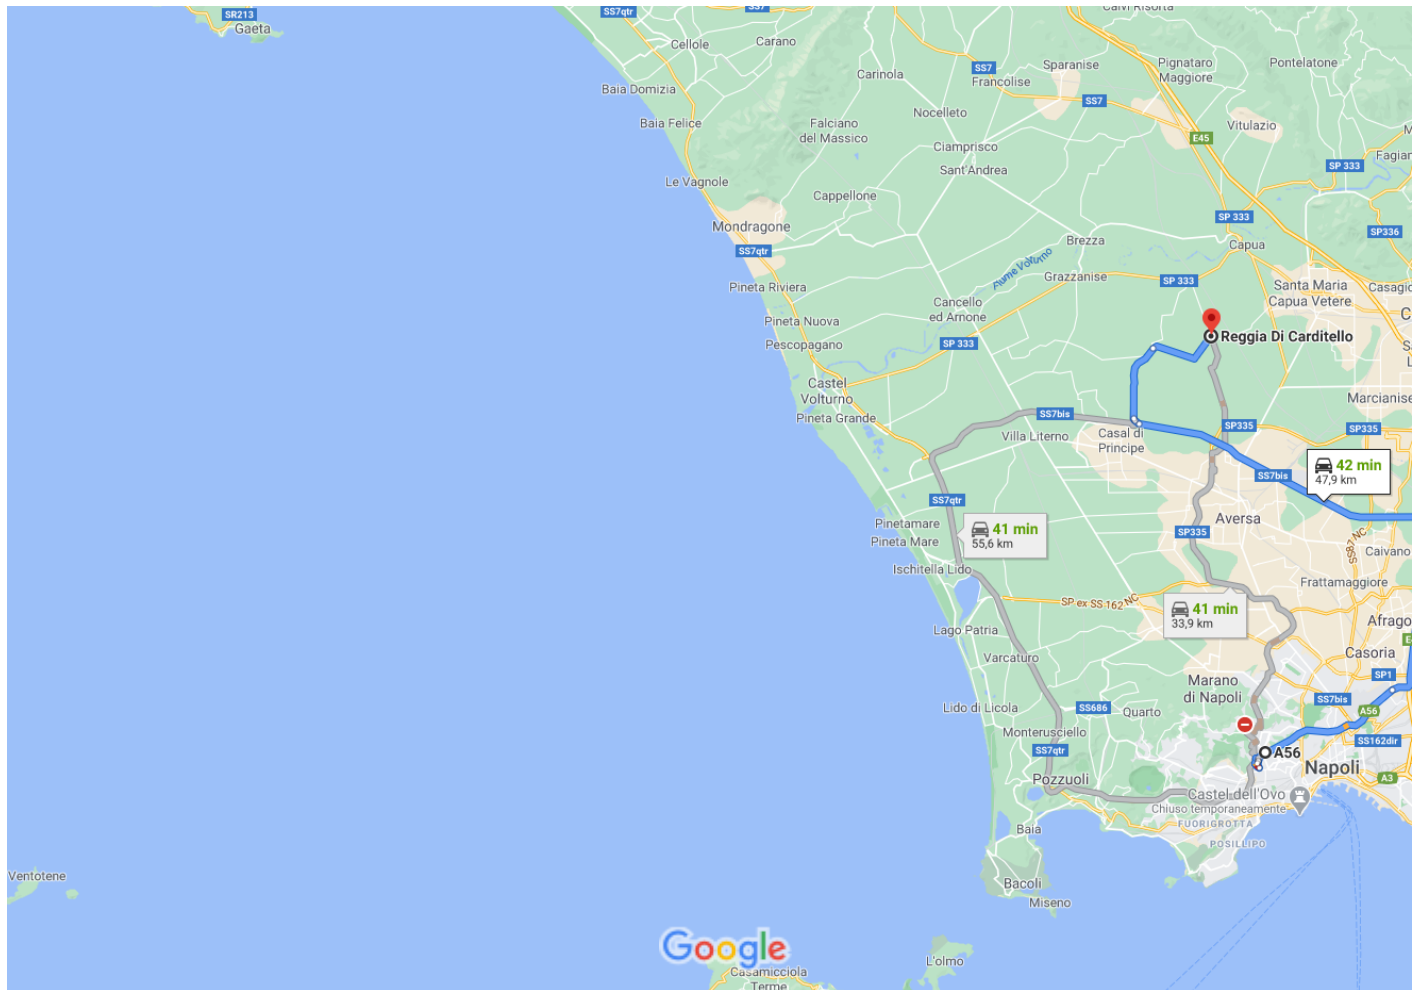 SR213
Gaeta
SS7qtr
SS7
Calvi Risorta
Cellole
Carano
Sparanise
Pignataro
Maggiore
Pontelatone
Carinola
SS7
Francolise
Baia Domizia
SS7
Baia Felice
Falciano
del Massico
Nocelleto
Vitulazio
E45
Ciamprisco
Sant'Andrea
SP 333
Le Vagnole
Cappellone
SP 333
Mondragone
SP336
SS7qtr
Brezza
Capua
Fiume Volturno
Grazzanise
SP 333
Pineta Riviera
Santa Maria
Capua Vetere
Cancello
ed Arnone
Pineta Nuova
Reggia Di Carditello
Pescopagano
SP 333
Castel
Volturno
Marcianise
Pineta Grande
SS7bis
Villa Literno
Casal di
Principe
SP335
SP335
42 min
47,9 km
SS7bis
SS7qtr
Pinetamare
Pineta Mare
41 min
55,6 km
Aversa
SP335
SS87 NC
Caivano
Ischitella Lido
Frattamaggiore
SP ex SS 162 NC
41 min
33,9 km
Lago Patria
Casoria
Varcaturo
SP1
Marano
di Napoli
Lido di Licola
SS686
Quarto
SS7bis
A56
Monterusciello
SS7qtr
SS162dir
A56
Napoli
Pozzuoli
A3
Castel dell'Ovo
Chiuso temporaneamente
FUORIGROTTA
Baia
POSILLIPO
Ventotene
Bacoli
Miseno
Google
L'olmo
Casamicciola
Terme